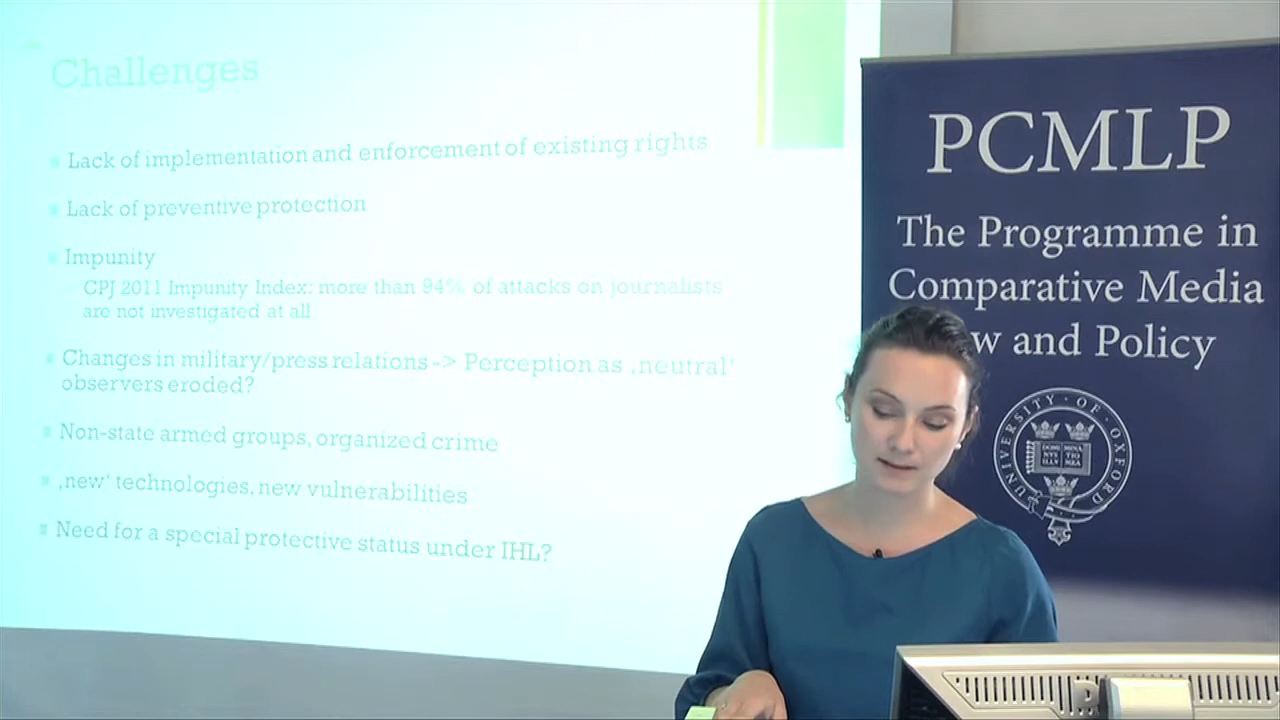 Challenges
Lack of implementation and enforcement of existing rights
Lack of preventive protection
Impunity
CPJ 2011 Impunity Index: more than 94% of attacks on journalists
are not investigated at all
Changes in military/press relations -> Perception as ‚neutral‘
observers eroded?
Non-state armed groups, organized crime
‚new‘ technologies, new vulnerabilities
Need for a special protective status under IHL?
PCMLP
The Programme in
Comparative Media
w and Policy
UNIVERSITY OF OXFORD